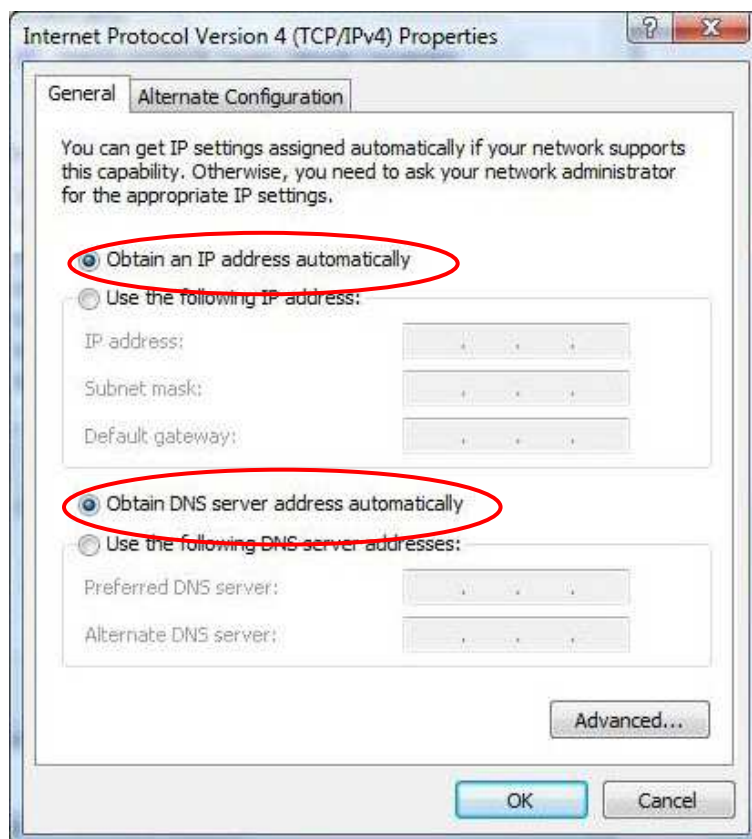 Internet Protocol Version 4 (TCP/IPv4) Properties
?
X
General
Alternate Configuration
You can get IP settings assigned automatically if your network supports
this capability. Otherwise, you need to ask your network administrator
for the appropriate IP settings.
Obtain an IP address automatically
Use the following IP address:
IP address:
. . .
Subnet mask:
. . .
Default gateway:
. . .
Obtain DNS server address automatically
Use the following DNS server addresses:
Preferred DNS server:
. . .
Alternate DNS server:
. . .
Advanced...
OK
Cancel